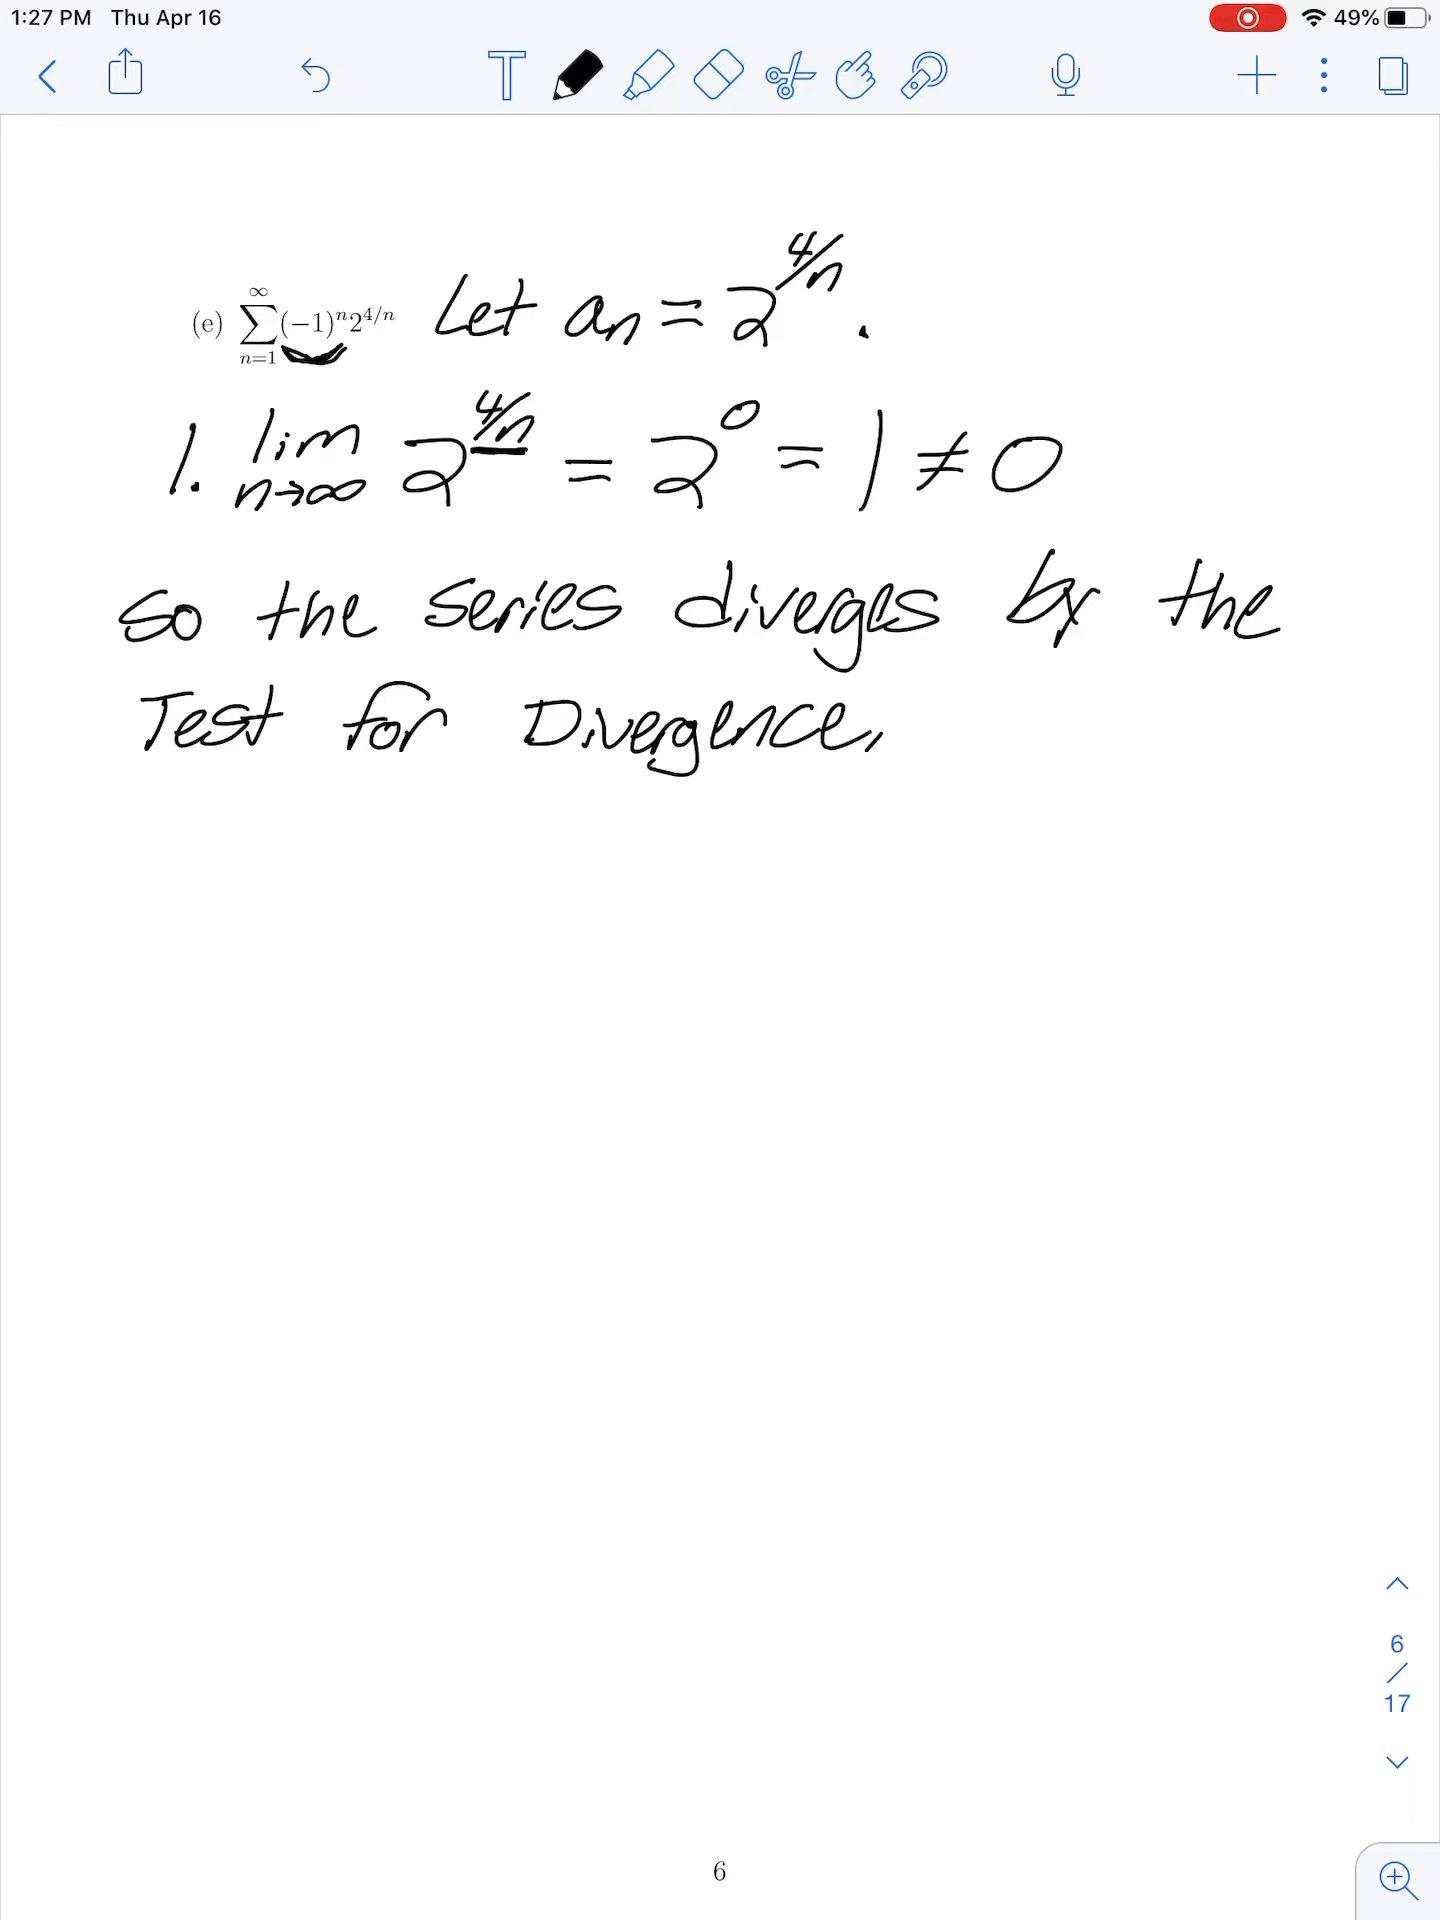 1:27 PM Thu Apr 16 49%
(e) ∑_{n=1}^{∞} (−1)^n 2^{4/n} Let a_n = 2^{4/n}.
1. lim_{n→∞} 2^{4/n} = 2^0 = 1 ≠ 0
so the series diverges by the
Test for Divergence.
6
/
17
6